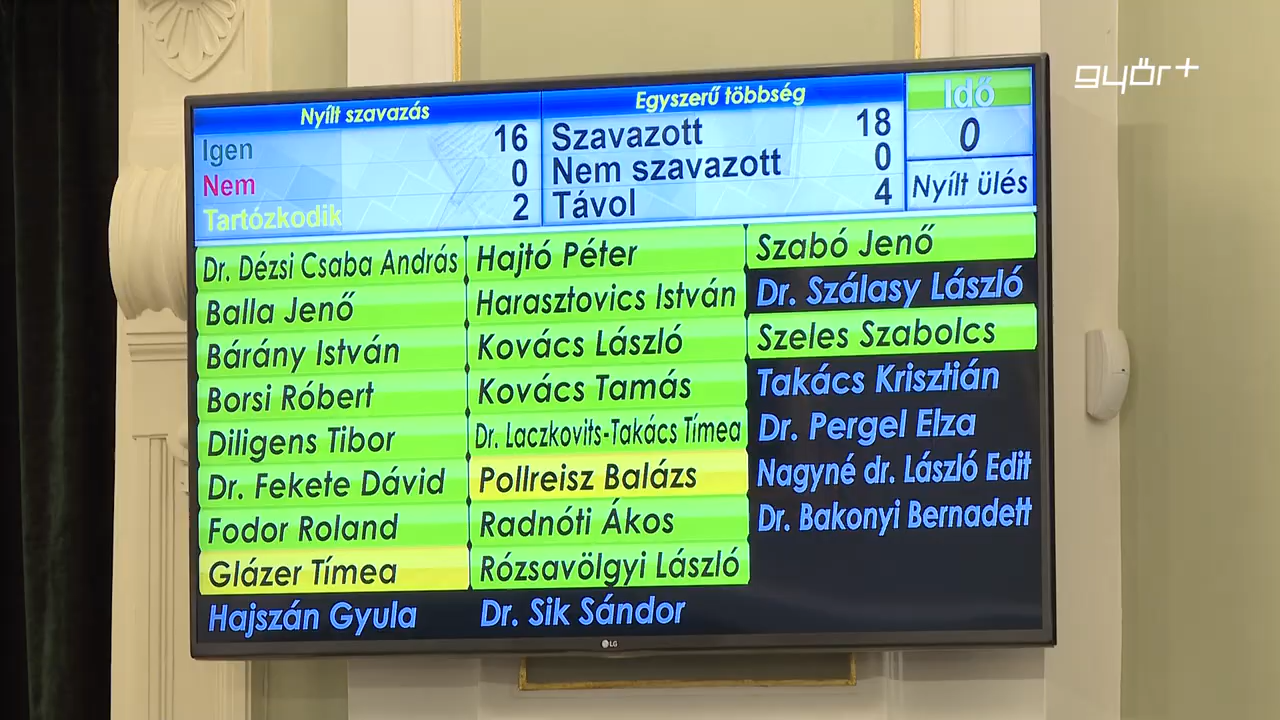 győr+
Nyílt szavazás
Igen 16
Nem 0
Tartózkodik 2
Egyszerű többség
Szavazott 18
Nem szavazott 0
Távol 4
Idő
0
Nyílt ülés
Dr. Dézsi Csaba András
Balla Jenő
Bárány István
Borsi Róbert
Diligens Tibor
Dr. Fekete Dávid
Fodor Roland
Glázer Tímea
Hajszán Gyula
Hajtó Péter
Harasztovics István
Kovács László
Kovács Tamás
Dr. Laczkovits-Takács Tímea
Pollreisz Balázs
Radnóti Ákos
Rózsavölgyi László
Dr. Sik Sándor
Szabó Jenő
Dr. Szálasy László
Szeles Szabolcs
Takács Krisztián
Dr. Pergel Elza
Nagyné dr. László Edit
Dr. Bakonyi Bernadett
LG